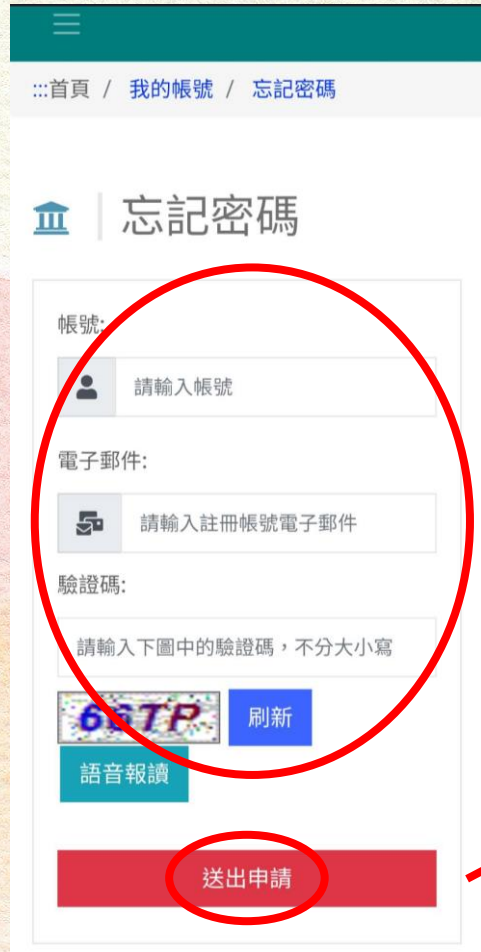 :::首頁 / 我的帳號 / 忘記密碼
忘記密碼
帳號:
請輸入帳號
電子郵件:
請輸入註冊帳號電子郵件
驗證碼:
請輸入下圖中的驗證碼，不分大小寫
66TP 刷新
語音報讀
送出申請